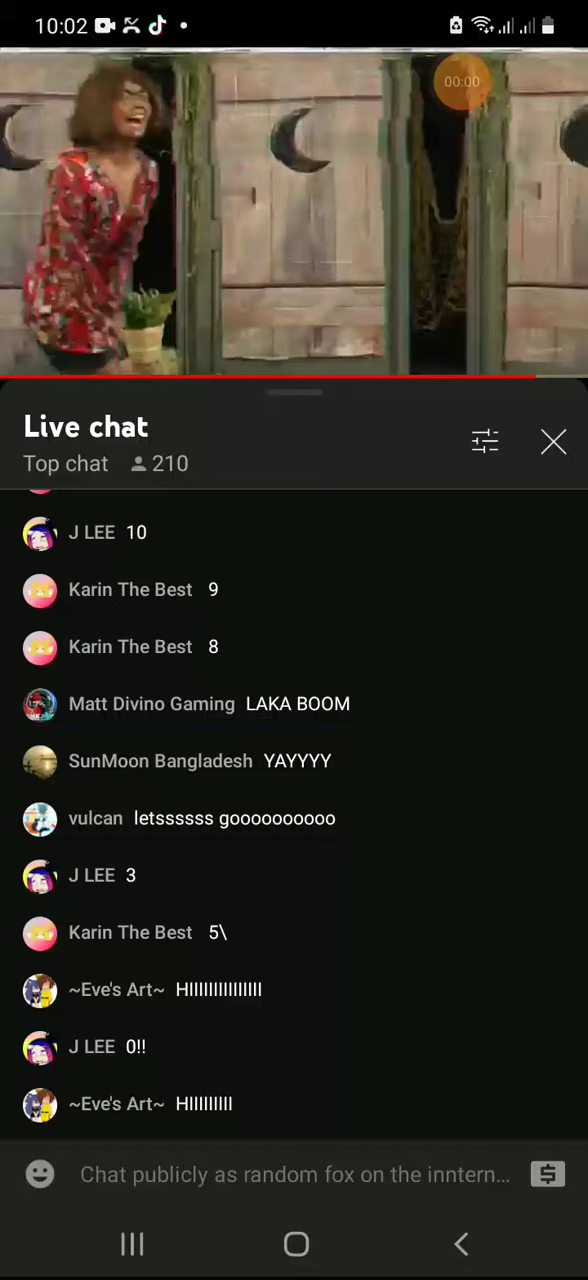 10:02
00:00
Live chat
Top chat 210
J LEE 10
Karin The Best 9
Karin The Best 8
Matt Divino Gaming LAKA BOOM
SunMoon Bangladesh YAYYYY
vulcan letssssss goooooooooo
J LEE 3
Karin The Best 5\
~Eve's Art~ HIIIIIIIIIIIIIII
J LEE 0!!
~Eve's Art~ HIIIIIIIII
Chat publicly as random fox on the inntern...